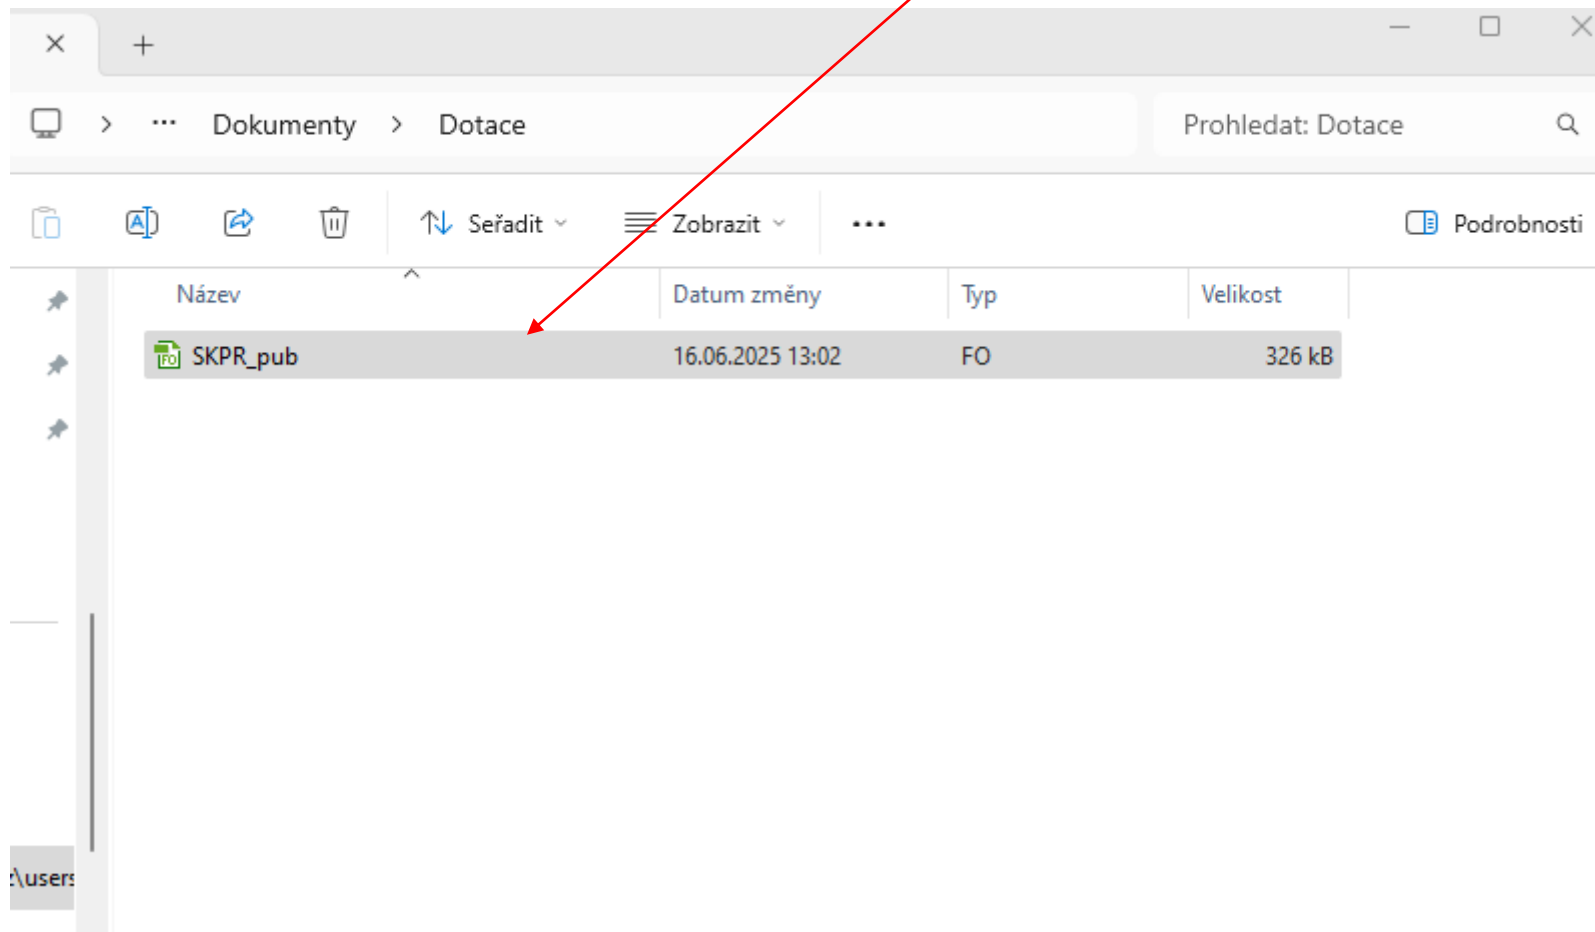 Dokumenty > Dotace
Prohledat: Dotace
Seřadit
Zobrazit
Podrobnosti
Název Datum změny Typ Velikost
FO SKPR_pub 16.06.2025 13:02 FO 326 kB
\users